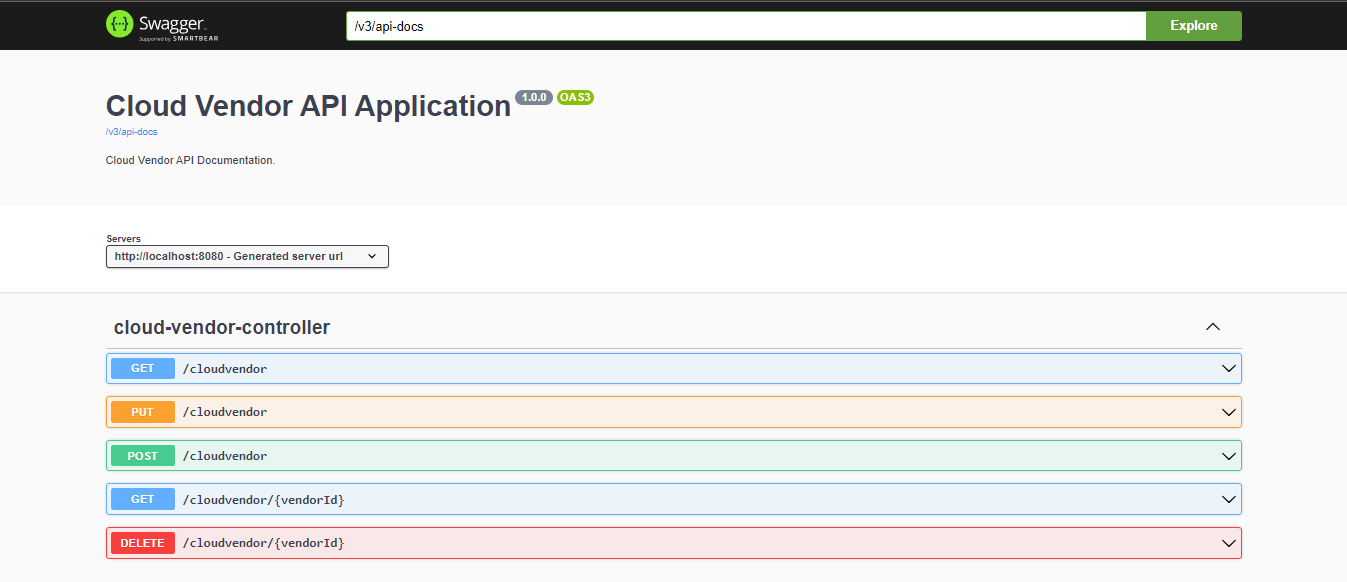 Swagger
Supported by SMARTBEAR
/v3/api-docs
Explore
Cloud Vendor API Application 1.0.0 OAS3
/v3/api-docs
Cloud Vendor API Documentation.
Servers
http://localhost:8080 - Generated server url
cloud-vendor-controller
GET /cloudvendor
PUT /cloudvendor
POST /cloudvendor
GET /cloudvendor/{vendorId}
DELETE /cloudvendor/{vendorId}